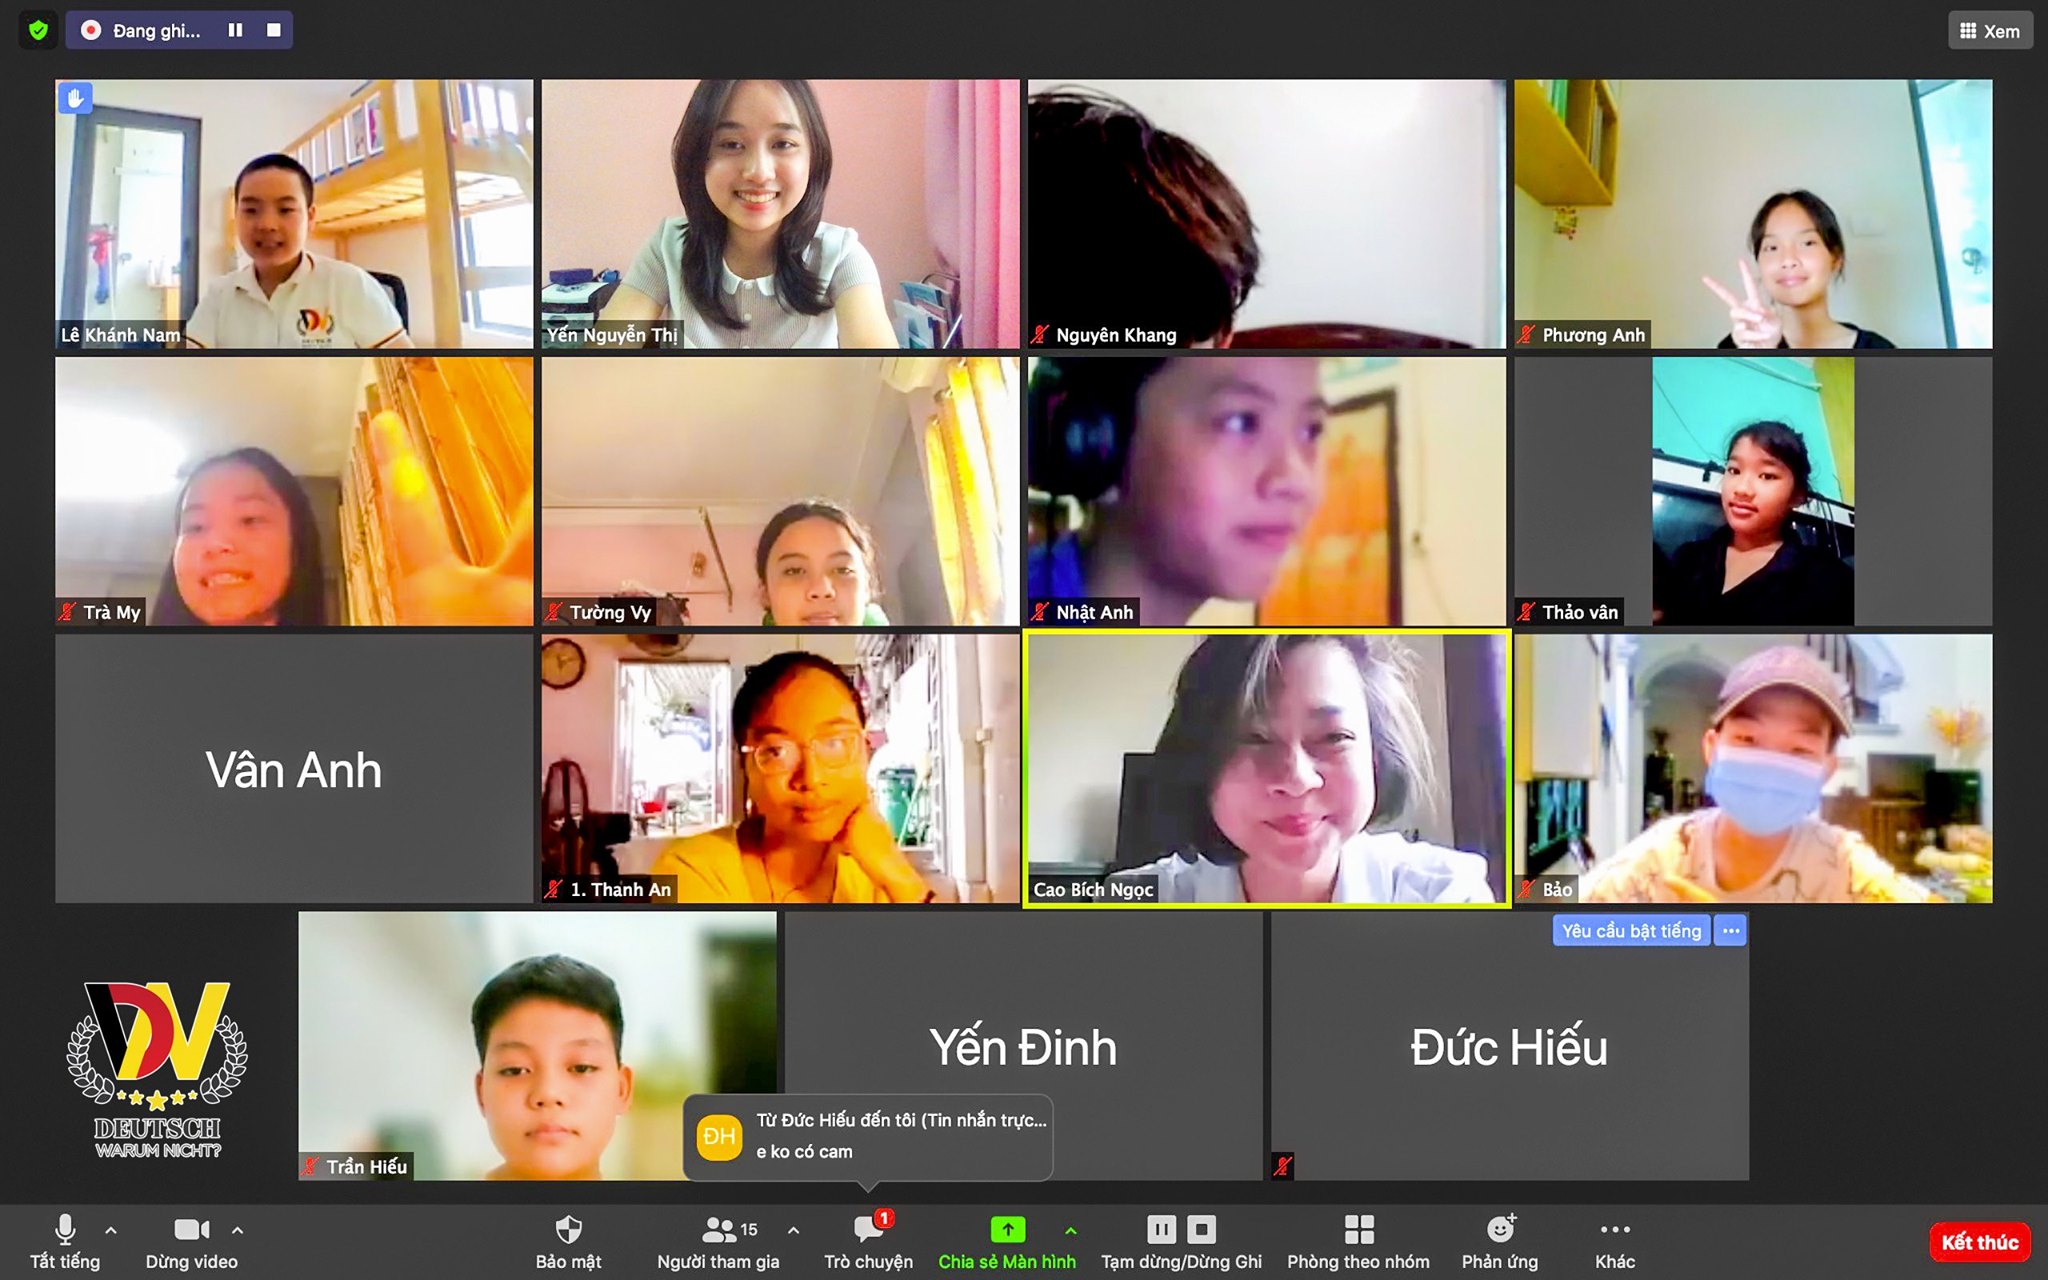 Đang ghi...
Xem
Lê Khánh Nam
Yến Nguyễn Thị
Nguyên Khang
Phương Anh
Trà My
Tường Vy
Nhật Anh
Thảo vân
Vân Anh
1. Thanh An
Cao Bích Ngọc
Bảo
Trần Hiếu
Yến Đinh
Yêu cầu bật tiếng
Đức Hiếu
DEUTSCH
WARUM NICHT?
ĐH
Từ Đức Hiếu đến tôi (Tin nhắn trực...
e ko có cam
Tắt tiếng
Dừng video
Bảo mật
15
Người tham gia
1
Trò chuyện
Chia sẻ Màn hình
Tạm dừng/Dừng Ghi
Phòng theo nhóm
Phản ứng
Khác
Kết thúc